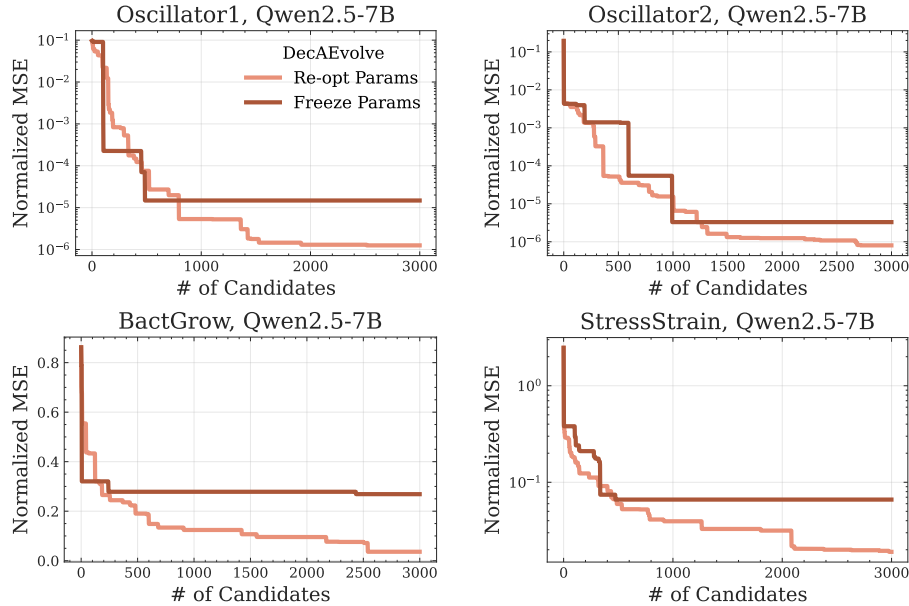 Oscillator1, Qwen2.5-7B
Normalized MSE
10⁻¹
10⁻²
10⁻³
10⁻⁴
10⁻⁵
10⁻⁶
DecAEvolve
Re-opt Params
Freeze Params
0 1000 2000 3000
# of Candidates
Oscillator2, Qwen2.5-7B
Normalized MSE
10⁻¹
10⁻²
10⁻³
10⁻⁴
10⁻⁵
10⁻⁶
0 500 1000 1500 2000 2500 3000
# of Candidates
BactGrow, Qwen2.5-7B
Normalized MSE
0.8
0.6
0.4
0.2
0.0
0 500 1000 1500 2000 2500 3000
# of Candidates
StressStrain, Qwen2.5-7B
Normalized MSE
10⁰
10⁻¹
0 1000 2000 3000
# of Candidates